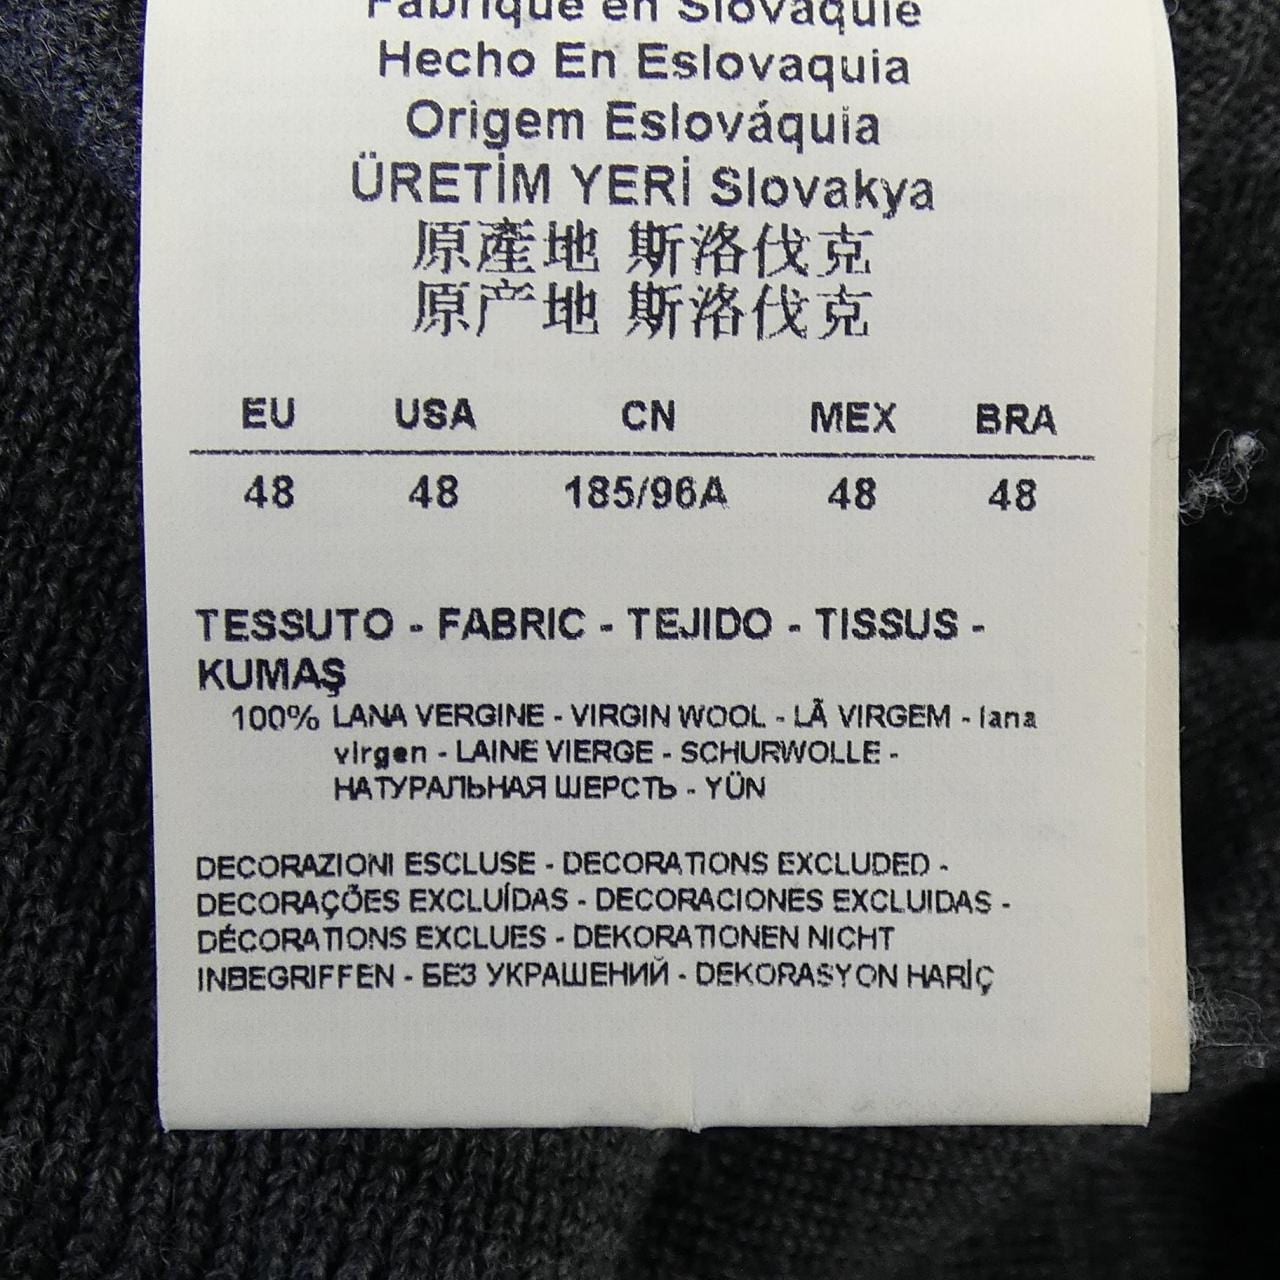 Fabriqué en Slovaquie
Hecho En Eslovaquia
Origem Eslováquia
ÜRETİM YERİ Slovakya
原產地 斯洛伐克
原产地 斯洛伐克
EU USA CN MEX BRA
48 48 185/96A 48 48
TESSUTO - FABRIC - TEJIDO - TISSUS -
KUMAŞ
100% LANA VERGINE - VIRGIN WOOL - LÃ VIRGEM - lana
virgen - LAINE VIERGE - SCHURWOLLE -
НАТУРАЛЬНАЯ ШЕРСТЬ - YÜN
DECORAZIONI ESCLUSE - DECORATIONS EXCLUDED -
DECORAÇÕES EXCLUÍDAS - DECORACIONES EXCLUIDAS -
DÉCORATIONS EXCLUES - DEKORATIONEN NICHT
INBEGRIFFEN - БЕЗ УКРАШЕНИЙ - DEKORASYON HARİÇ